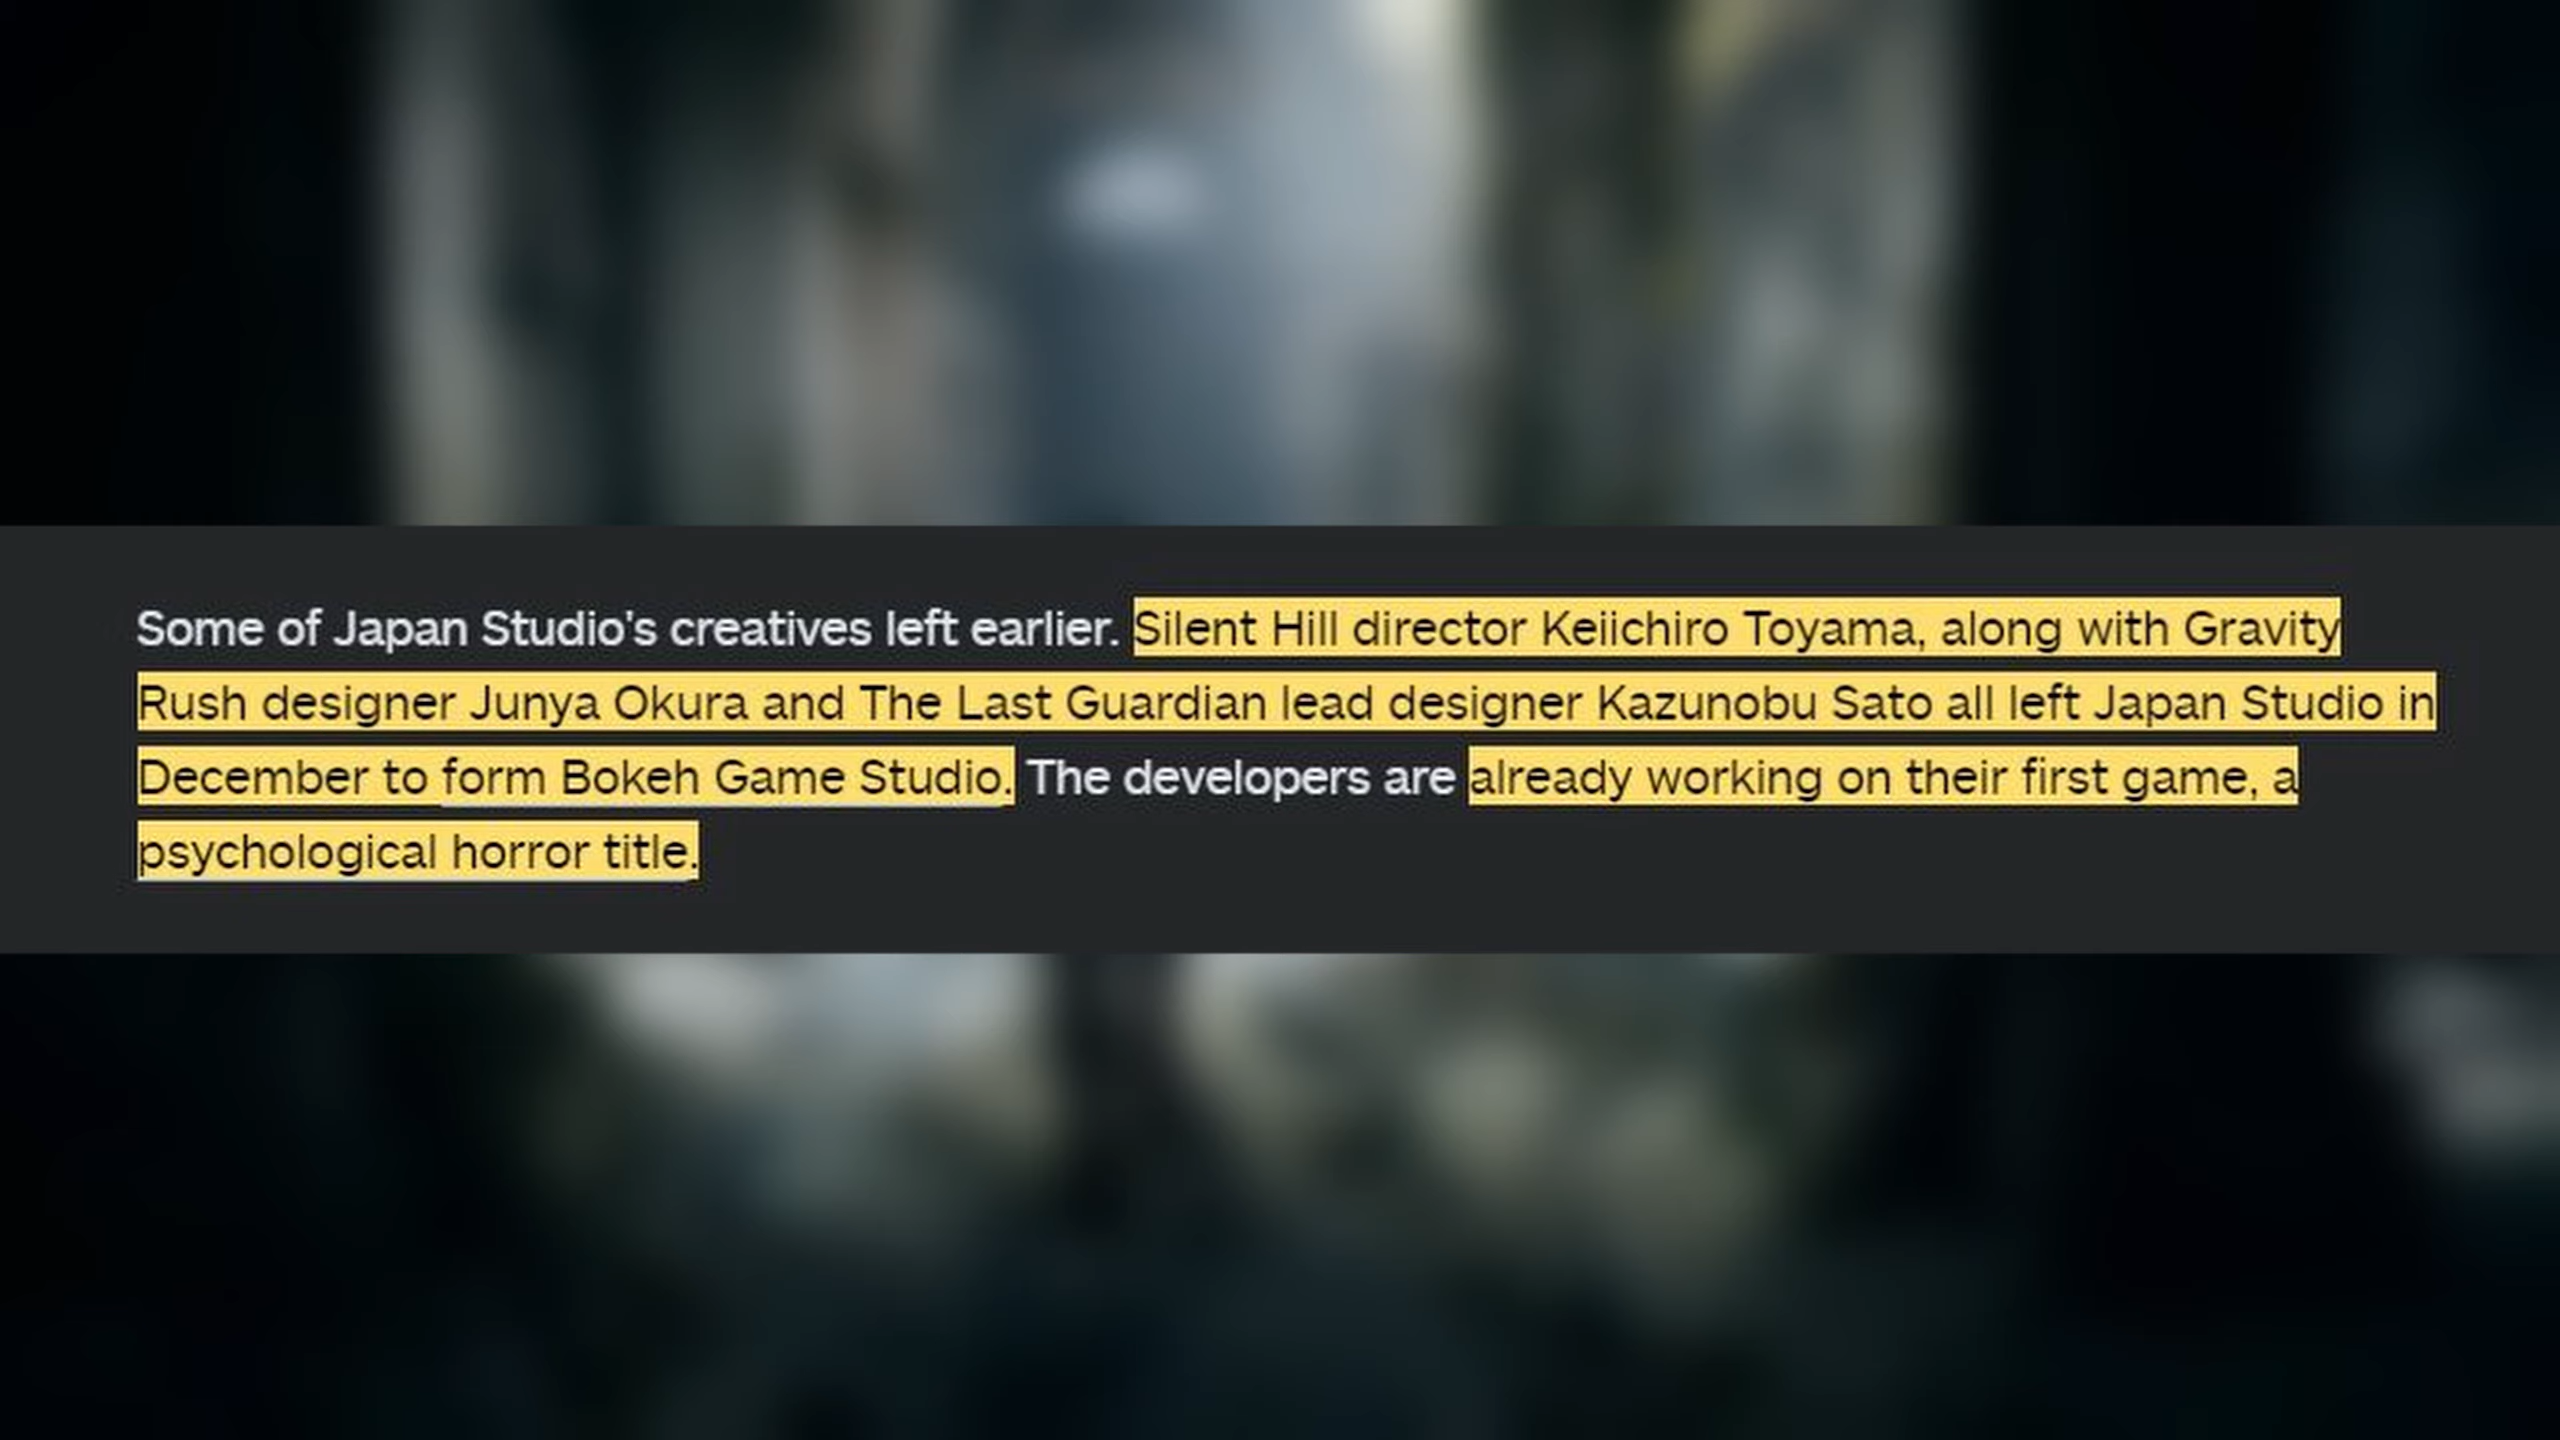 Some of Japan Studio's creatives left earlier. Silent Hill director Keiichiro Toyama, along with Gravity
Rush designer Junya Okura and The Last Guardian lead designer Kazunobu Sato all left Japan Studio in
December to form Bokeh Game Studio. The developers are already working on their first game, a
psychological horror title.